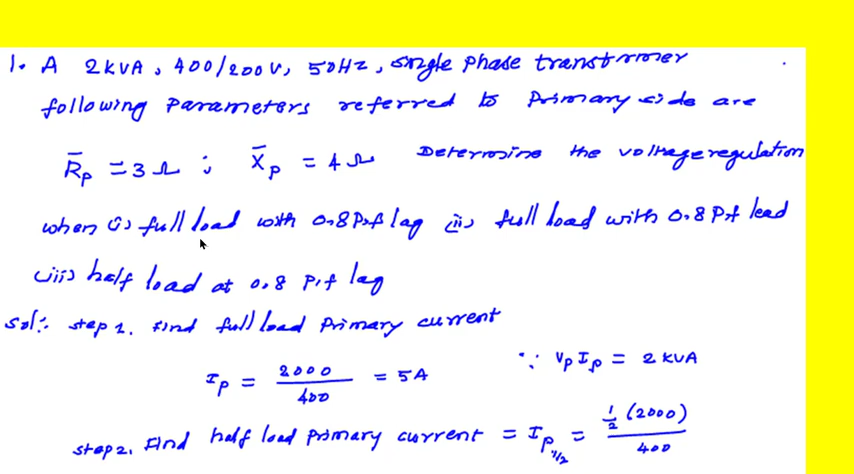 1. A 2KVA, 400/200V, 50HZ, single phase transformer
following parameters referred to primary side are
R̄p = 3 Ω ; X̄p = 4 Ω Determine the voltage regulation
when (i) full load with 0.8 P.f lag (ii) full load with 0.8 P.f lead
(iii) half load at 0.8 P.f lag
Sol:- step 1. Find full load primary current
Ip = 2000/400 = 5A ∵ VpIp = 2 KVA
step 2. Find half load primary current = Ip1/2 = 1/2 (2000)/400